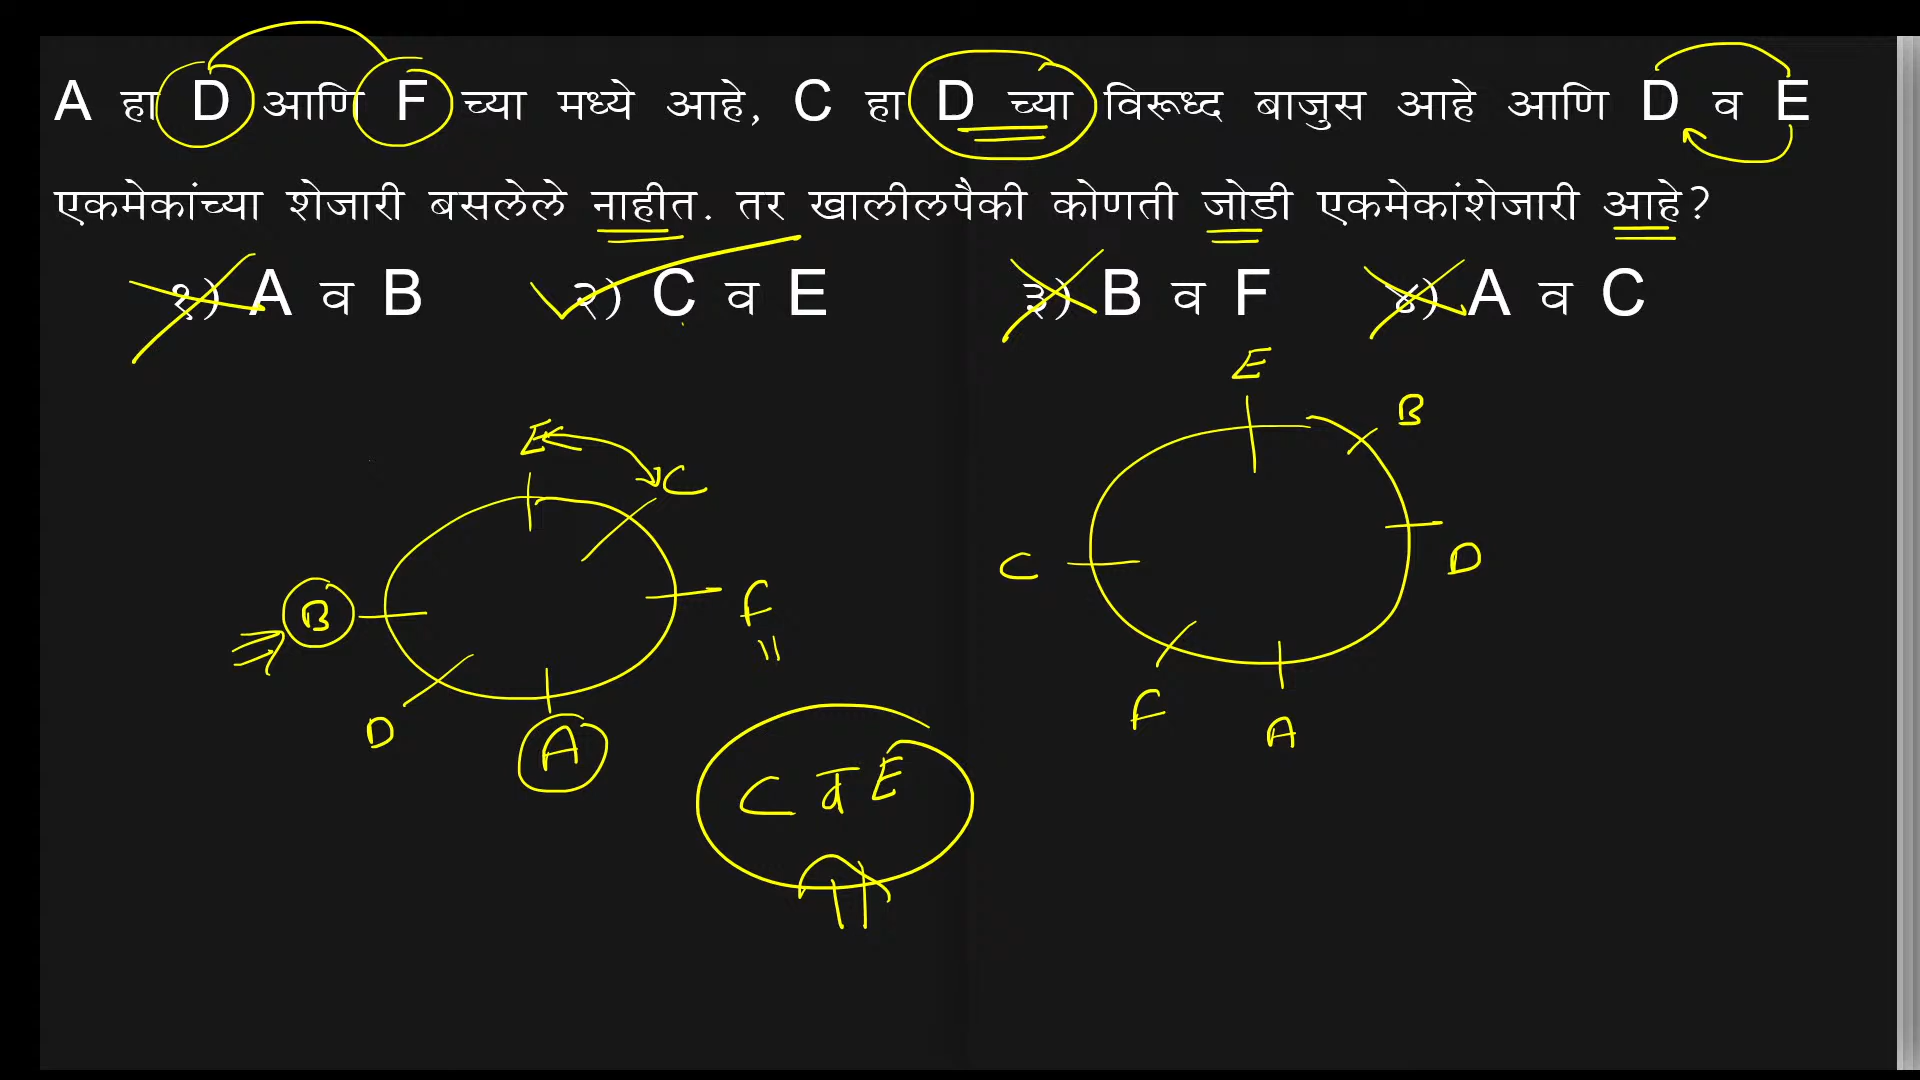 A हा D आणि F च्या मध्ये आहे, C हा D च्या विरूध्द बाजुस आहे आणि D व E
एकमेकांच्या शेजारी बसलेले नाहीत. तर खालीलपैकी कोणती जोडी एकमेकांशेजारी आहे?
१) A व B २) C व E ३) B व F ४) A व C
E
C
B
F
D
A
E
B
C
D
F
A
C व E